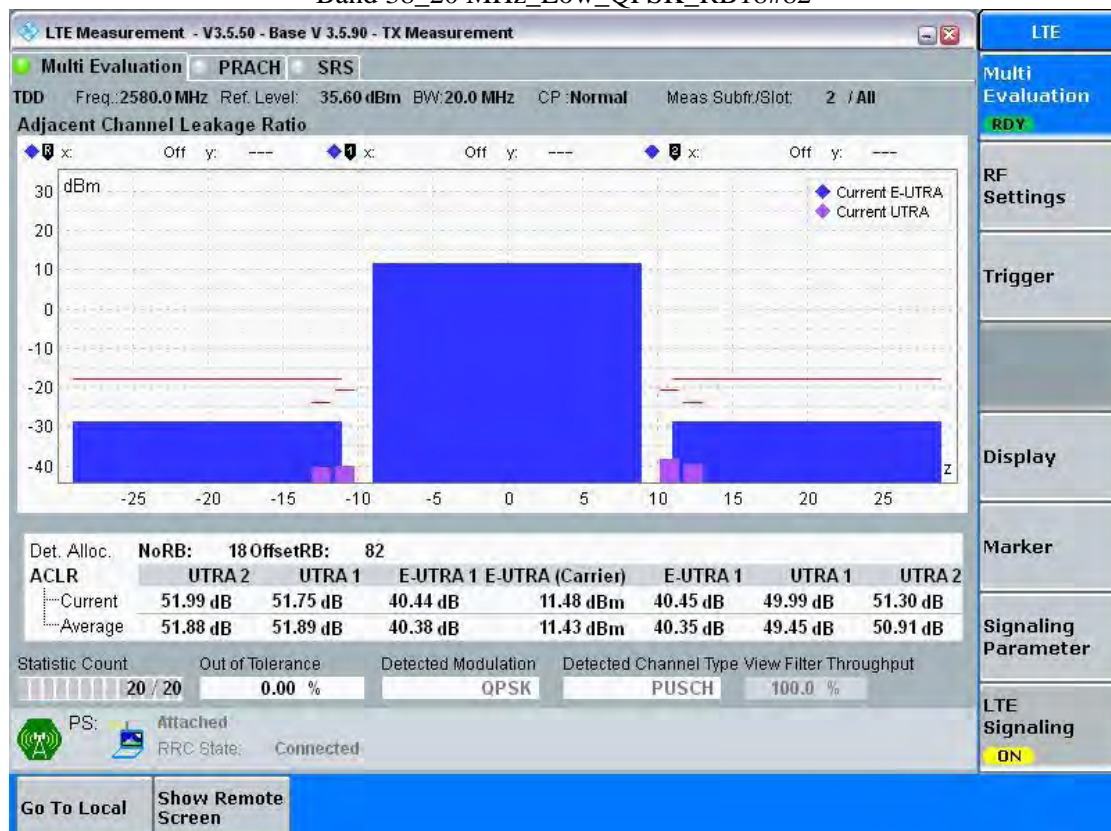 Band 38_20 MHz_Low_QPSK_RB18#82
LTE Measurement - V3.5.50 - Base V 3.5.90 - TX Measurement
LTE
Multi Evaluation PRACH SRS
Multi Evaluation
RDY
TDD Freq.:2580.0 MHz Ref. Level: 35.60 dBm BW:20.0 MHz CP :Normal Meas Subfr./Slot: 2 / All
Adjacent Channel Leakage Ratio
R x: Off y: --- 1 x: Off y: --- 2 x: Off y: ---
30 dBm
Current E-UTRA
Current UTRA
20
10
0
-10
-20
-30
-40
z
-25 -20 -15 -10 -5 0 5 10 15 20 25
RF Settings
Trigger
Display
Marker
Signaling Parameter
LTE Signaling
ON
Det. Alloc. NoRB: 18 OffsetRB: 82
ACLR UTRA 2 UTRA 1 E-UTRA 1 E-UTRA (Carrier) E-UTRA 1 UTRA 1 UTRA 2
Current 51.99 dB 51.75 dB 40.44 dB 11.48 dBm 40.45 dB 49.99 dB 51.30 dB
Average 51.88 dB 51.89 dB 40.38 dB 11.43 dBm 40.35 dB 49.45 dB 50.91 dB
Statistic Count Out of Tolerance Detected Modulation Detected Channel Type View Filter Throughput
20 / 20 0.00 % QPSK PUSCH 100.0 %
PS: Attached
RRC State: Connected
Go To Local Show Remote Screen